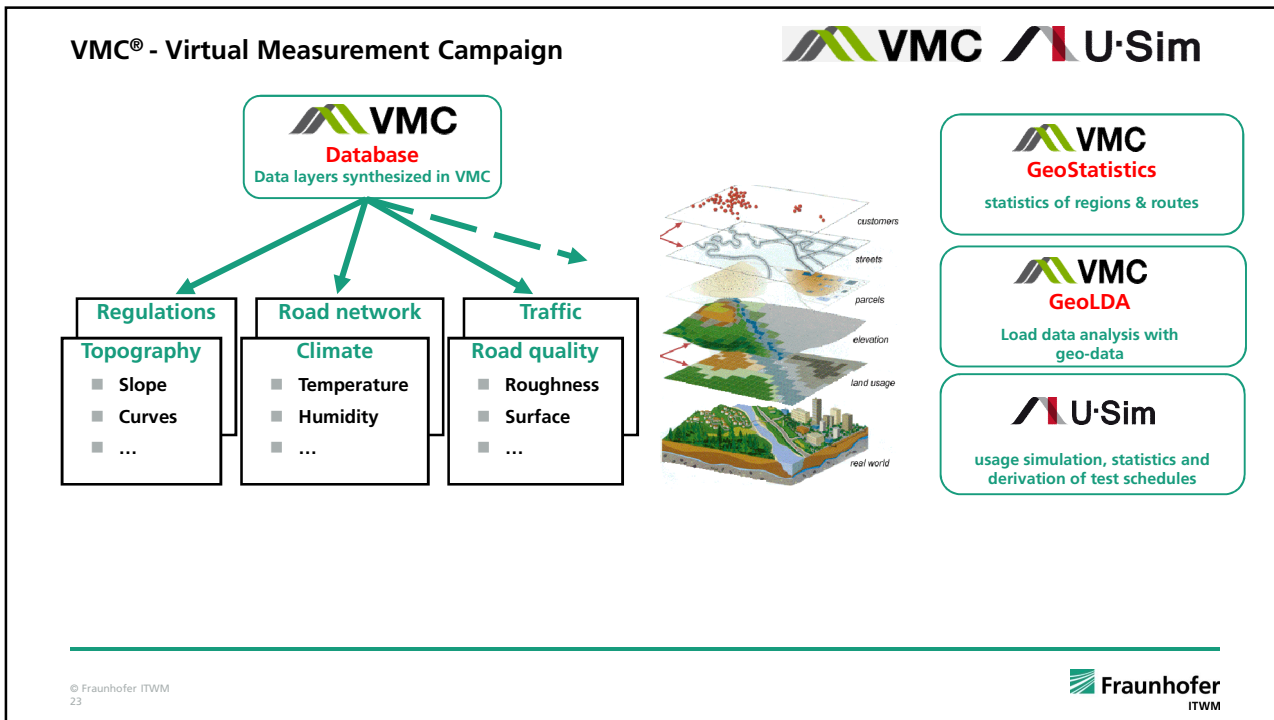 VMC® - Virtual Measurement Campaign
VMC
U·Sim
VMC
Database
Data layers synthesized in VMC
Regulations
Topography
■ Slope
■ Curves
■ ...
Road network
Climate
■ Temperature
■ Humidity
■ ...
Traffic
Road quality
■ Roughness
■ Surface
■ ...
customers
streets
parcels
elevation
land usage
real world
VMC
GeoStatistics
statistics of regions & routes
VMC
GeoLDA
Load data analysis with
geo-data
U·Sim
usage simulation, statistics and
derivation of test schedules
© Fraunhofer ITWM
23
Fraunhofer
ITWM